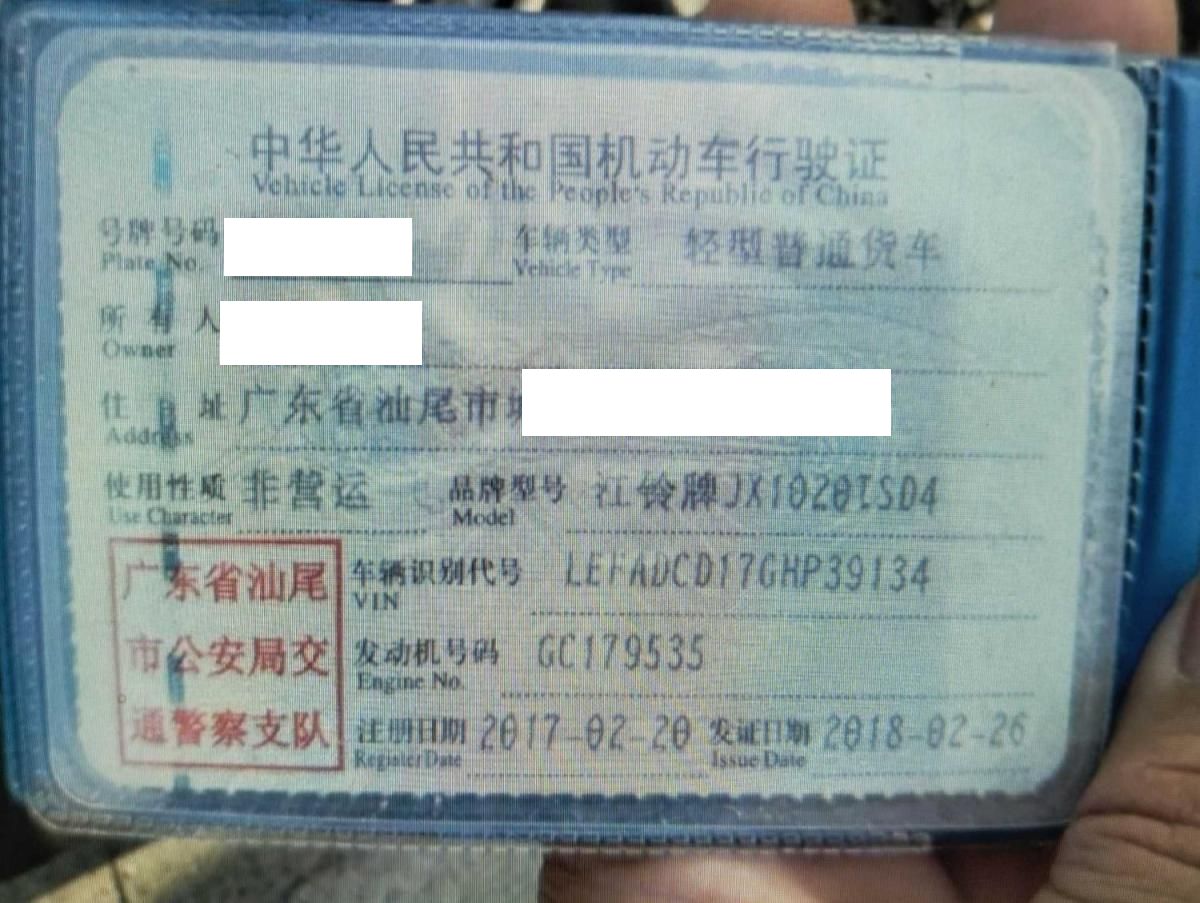 中华人民共和国机动车行驶证
Vehicle License of the People's Republic of China
号牌号码 车辆类型 轻型普通货车
Plate No. Vehicle Type
所有人
Owner
住址 广东省汕尾市
Address
使用性质 非营运 品牌型号 江铃牌JX1020TSD4
Use Character Model
广东省汕尾 车辆识别代号 LEFADCD17GHP39134
VIN
市公安局交 发动机号码 GC179535
Engine No.
通警察支队 注册日期 2017-02-20 发证日期 2018-02-26
Register Date Issue Date